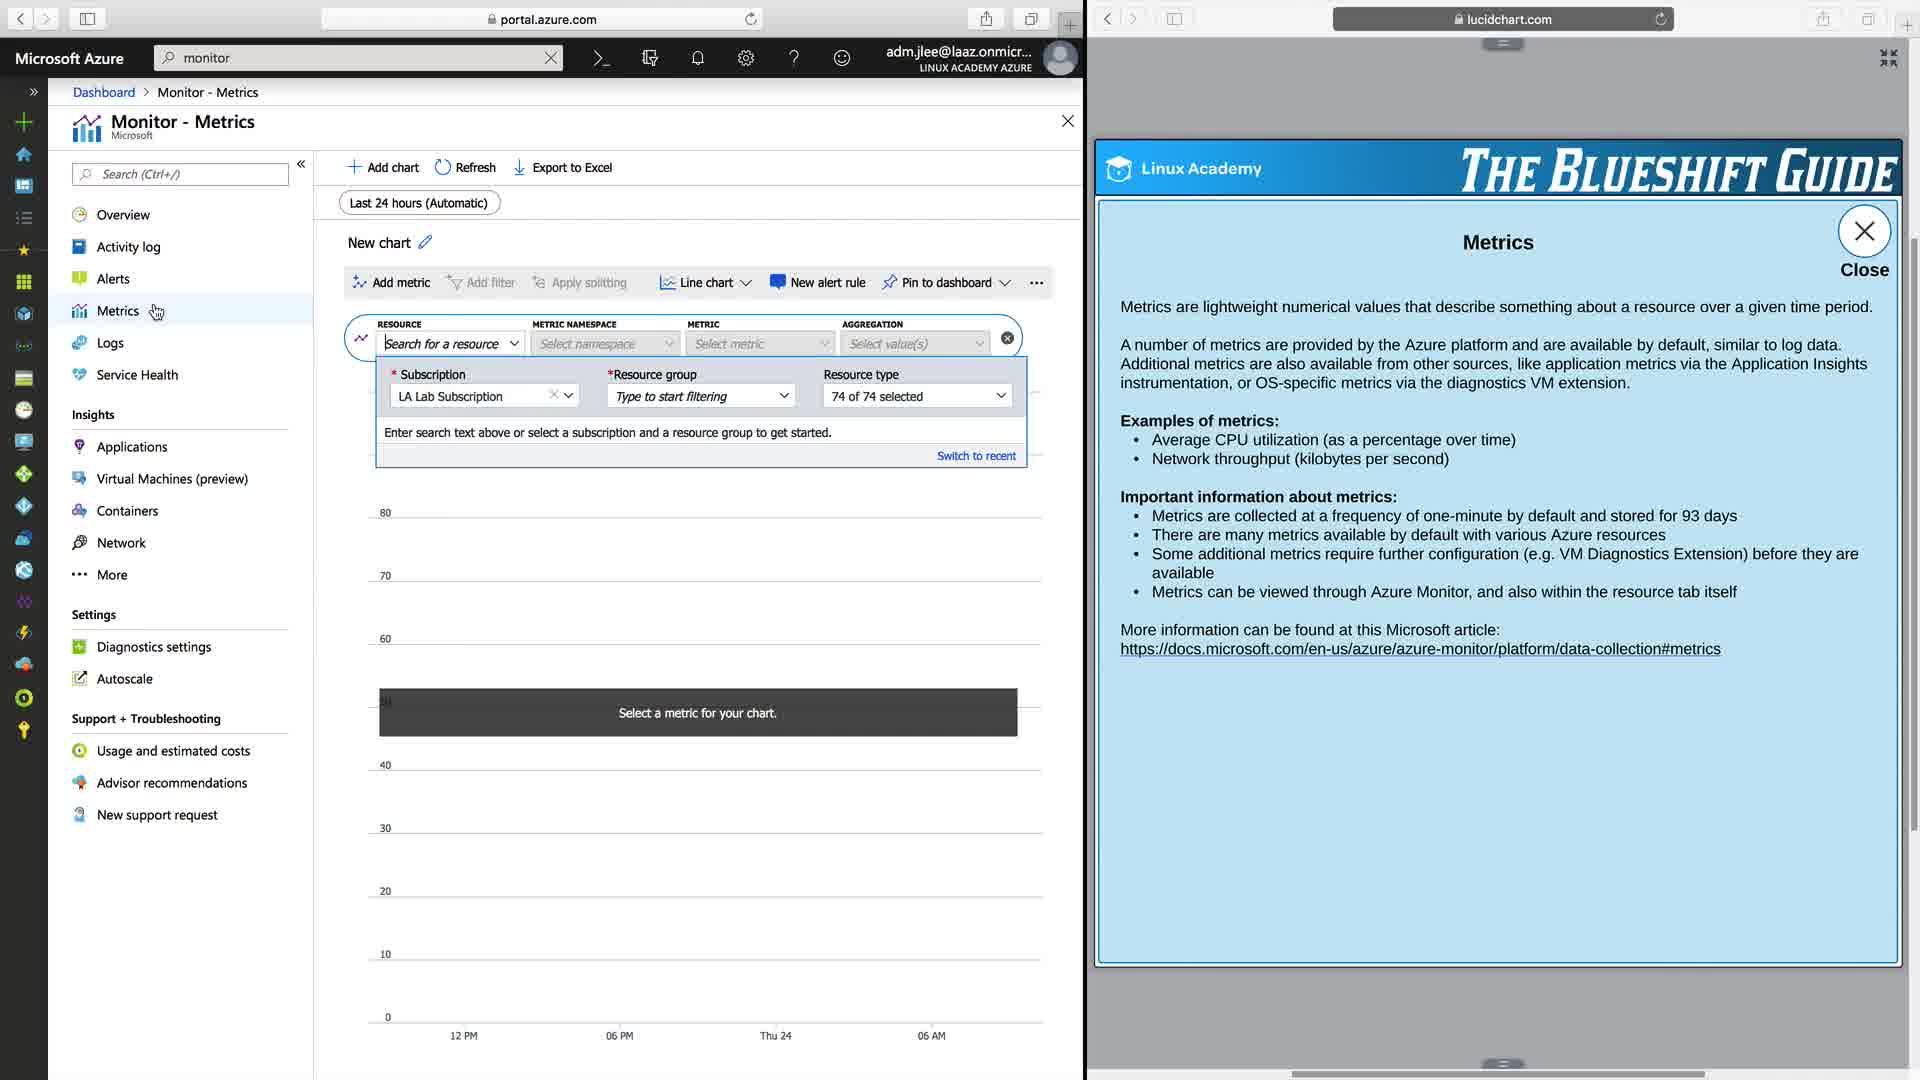 portal.azure.com
Microsoft Azure
monitor
adm.jlee@laaz.onmicr...
LINUX ACADEMY AZURE
Dashboard > Monitor - Metrics
Monitor - Metrics
Microsoft
Search (Ctrl+/)
Overview
Activity log
Alerts
Metrics
Logs
Service Health
Insights
Applications
Virtual Machines (preview)
Containers
Network
More
Settings
Diagnostics settings
Autoscale
Support + Troubleshooting
Usage and estimated costs
Advisor recommendations
New support request
Add chart Refresh Export to Excel
Last 24 hours (Automatic)
New chart
Add metric Add filter Apply splitting Line chart New alert rule Pin to dashboard
RESOURCE METRIC NAMESPACE METRIC AGGREGATION
Search for a resource Select namespace Select metric Select value(s)
* Subscription *Resource group Resource type
LA Lab Subscription Type to start filtering 74 of 74 selected
Enter search text above or select a subscription and a resource group to get started.
Switch to recent
80
70
60
50
Select a metric for your chart.
40
30
20
10
0
12 PM 06 PM Thu 24 06 AM
lucidchart.com
Linux Academy
THE BLUESHIFT GUIDE
Metrics
Close
Metrics are lightweight numerical values that describe something about a resource over a given time period.
A number of metrics are provided by the Azure platform and are available by default, similar to log data.
Additional metrics are also available from other sources, like application metrics via the Application Insights
instrumentation, or OS-specific metrics via the diagnostics VM extension.
Examples of metrics:
• Average CPU utilization (as a percentage over time)
• Network throughput (kilobytes per second)
Important information about metrics:
• Metrics are collected at a frequency of one-minute by default and stored for 93 days
• There are many metrics available by default with various Azure resources
• Some additional metrics require further configuration (e.g. VM Diagnostics Extension) before they are
available
• Metrics can be viewed through Azure Monitor, and also within the resource tab itself
More information can be found at this Microsoft article:
https://docs.microsoft.com/en-us/azure/azure-monitor/platform/data-collection#metrics